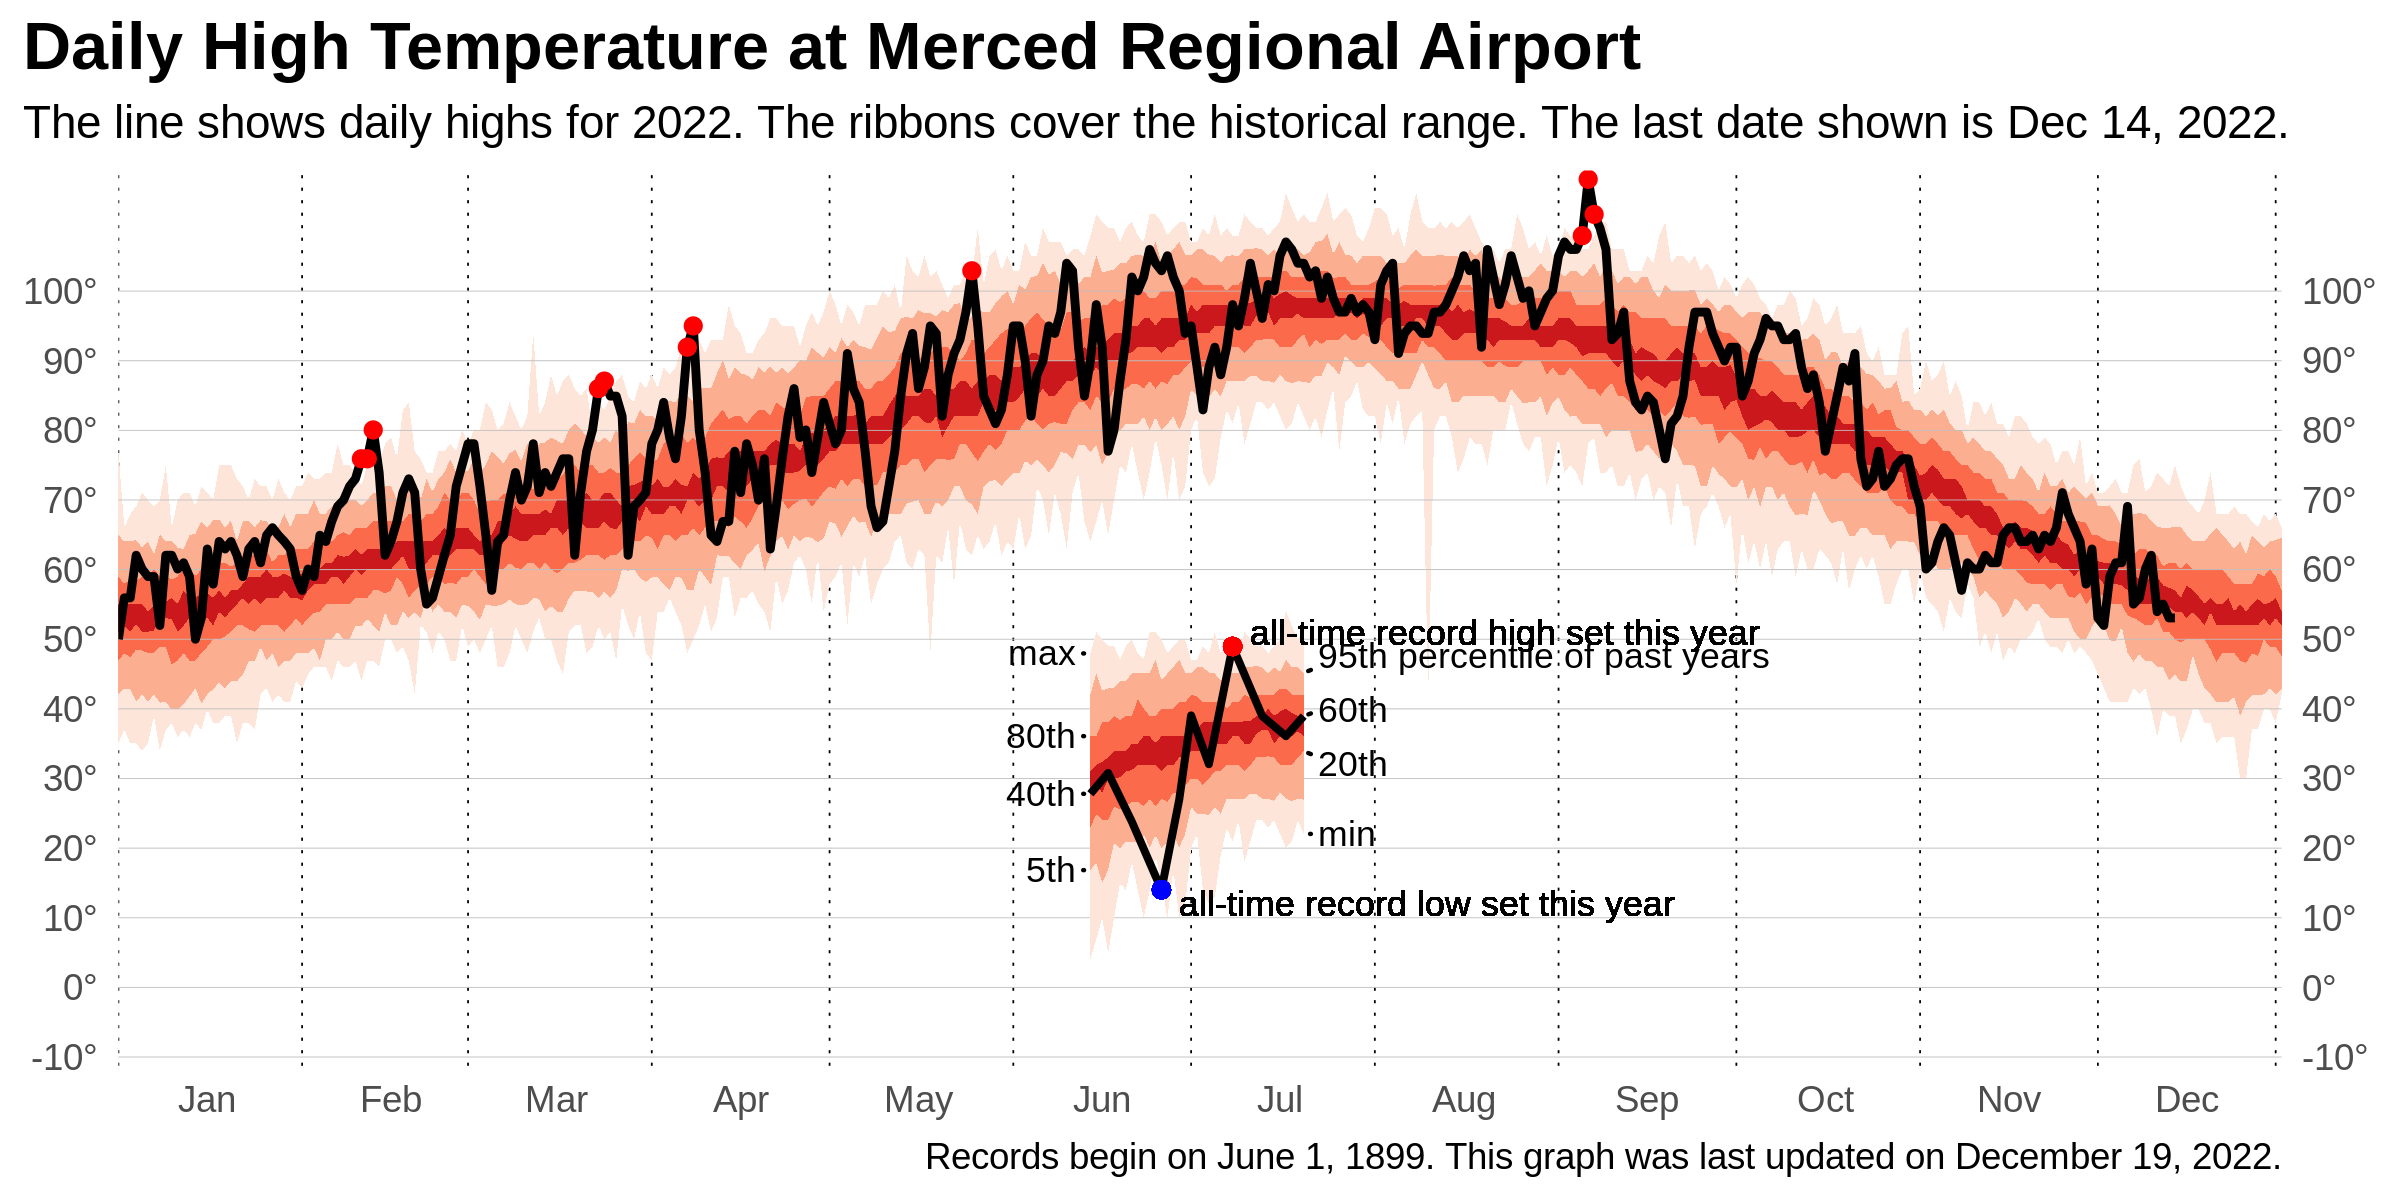 Daily High Temperature at Merced Regional Airport
The line shows daily highs for 2022. The ribbons cover the historical range. The last date shown is Dec 14, 2022.
100° 100°
90° 90°
80° 80°
70° 70°
60° 60°
50° 50°
all-time record high set this year
max 95th percentile of past years
40° 60th 40°
80th
20th
30° 30°
40th
20° min 20°
5th
10° all-time record low set this year 10°
0° 0°
-10° -10°
Jan Feb Mar Apr May Jun Jul Aug Sep Oct Nov Dec
Records begin on June 1, 1899. This graph was last updated on December 19, 2022.